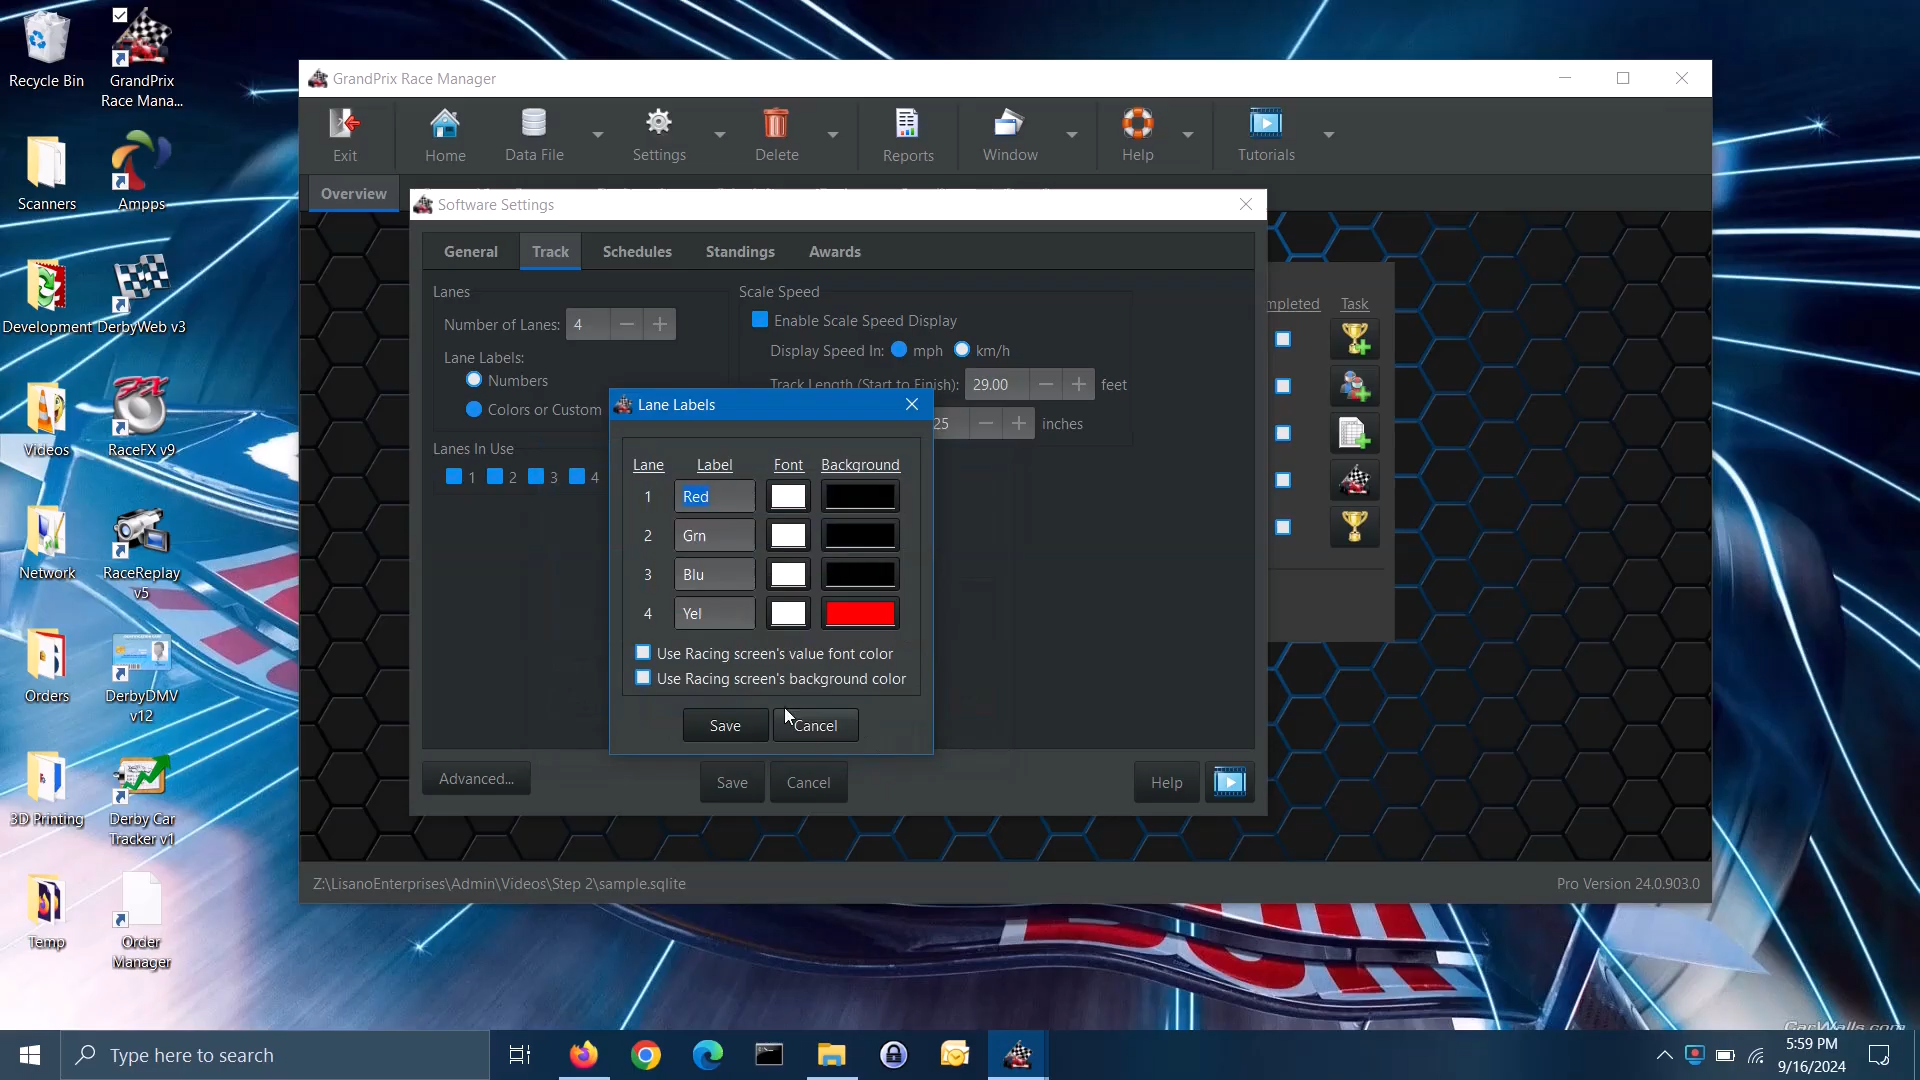 Recycle Bin
GrandPrix
Race Mana...
Scanners
Ampps
Development
DerbyWeb v3
Videos
RaceFX v9
Network
RaceReplay
v5
Orders
DerbyDMV
v12
3D Printing
Derby Car
Tracker v1
Temp
Order
Manager
GrandPrix Race Manager
Exit
Home
Data File
Settings
Delete
Reports
Window
Help
Tutorials
Overview
Software Settings
General
Track
Schedules
Standings
Awards
Lanes
Number of Lanes: 4
Lane Labels:
Numbers
Colors or Custom
Lanes In Use
1 2 3 4
Scale Speed
Enable Scale Speed Display
Display Speed In: mph km/h
Track Length (Start to Finish): 29.00 feet
25 inches
Lane Labels
Lane Label Font Background
1 Red
2 Grn
3 Blu
4 Yel
Use Racing screen's value font color
Use Racing screen's background color
Save
Cancel
Advanced...
Save
Cancel
Help
mpleted Task
Z:\LisanoEnterprises\Admin\Videos\Step 2\sample.sqlite
Pro Version 24.0.903.0
CarWalls.com
Type here to search
5:59 PM
9/16/2024